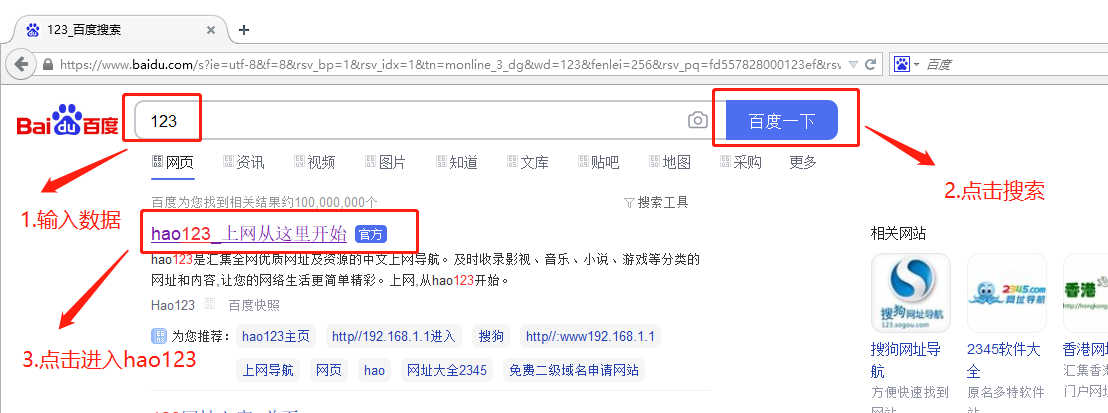 123_百度搜索
https://www.baidu.com/s?ie=utf-8&f=8&rsv_bp=1&rsv_idx=1&tn=monline_3_dg&wd=123&fenlei=256&rsv_pq=fd557828000123ef&rsv
百度
Bai du 百度
123
百度一下
网页 资讯 视频 图片 知道 文库 贴吧 地图 采购 更多
1.输入数据
2.点击搜索
百度为您找到相关结果约100,000,000个
搜索工具
hao123_上网从这里开始 官方
hao123是汇集全网优质网址及资源的中文上网导航。及时收录影视、音乐、小说、游戏等分类的
网址和内容,让您的网络生活更简单精彩。上网,从hao123开始。
Hao123 百度快照
3.点击进入hao123
为您推荐: hao123主页 http//192.168.1.1进入 搜狗 http//:www192.168.1.1
上网导航 网页 hao 网址大全2345 免费二级域名申请网站
相关网站
搜狗网址导航
123.sogou.com
2345.com
网址导航
香港
搜狗网址导
航
方便快速找到
网站
2345软件大
全
原名多特软件
站
香港网址
汇集香港
门户网址